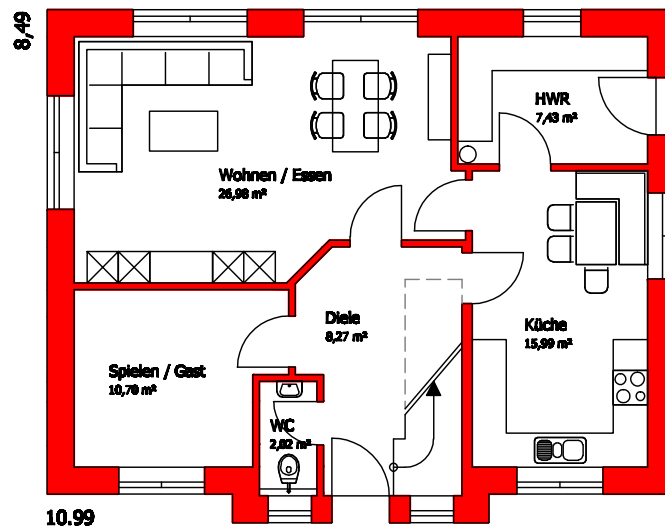 8,49
HWR
7,43 m²
Wohnen / Essen
26,98 m²
Diele
8,27 m²
Küche
15,99 m²
Spielen / Gast
10,70 m²
WC
2,02 m²
10.99